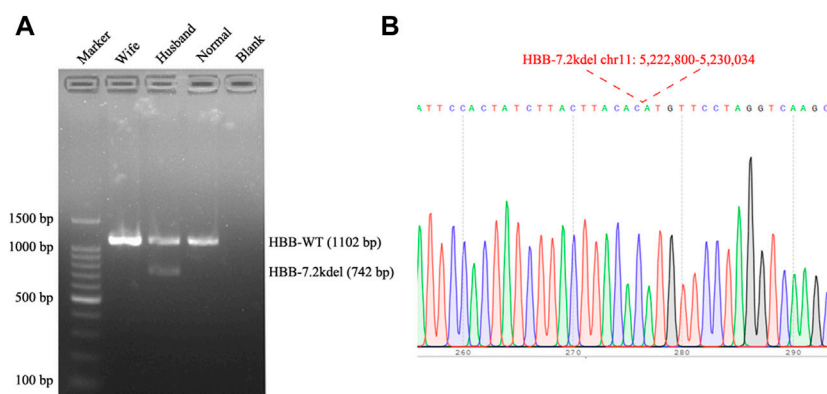 A
Marker
Wife
Husband
Normal
Blank
1500 bp
1000 bp
500 bp
100 bp
HBB-WT (1102 bp)
HBB-7.2kdel (742 bp)
B
HBB-7.2kdel chr11: 5,222,800-5,230,034
ATTCCACTATCTTACTTACACATGTTCCTAGGTCAAGC
260 270 280 290